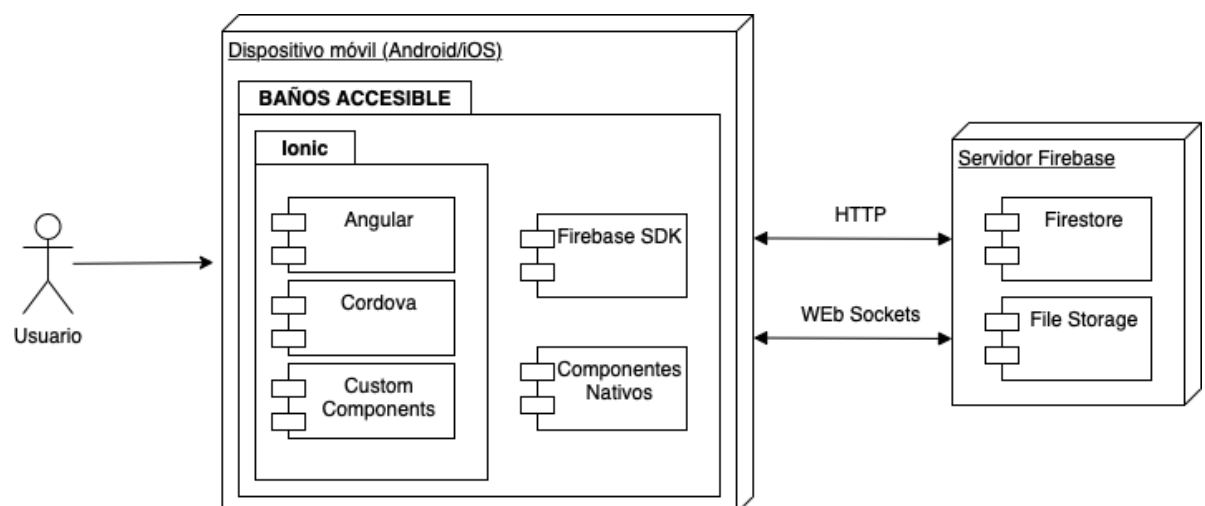 Dispositivo móvil (Android/iOS)
BAÑOS ACCESIBLE
Ionic
Angular
Cordova
Custom
Components
Firebase SDK
Componentes
Nativos
Usuario
HTTP
WEb Sockets
Servidor Firebase
Firestore
File Storage